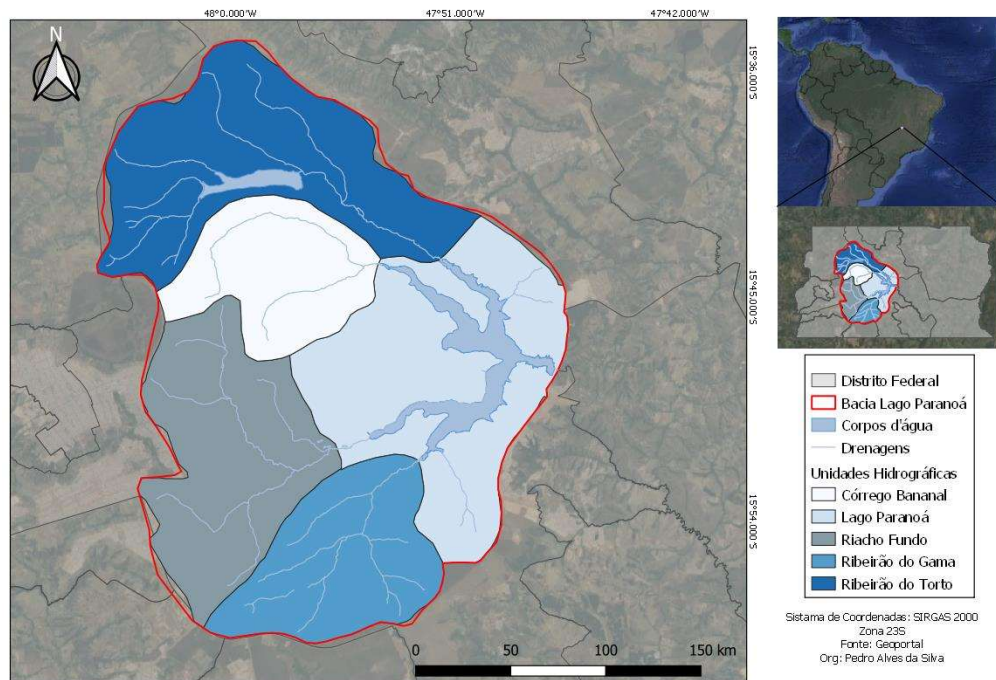 48°0.000'W
47°51.000'W
47°42.000'W
N
15°36.000'S
15°45.000'S
15°54.000'S
0
50
100
150 km
Distrito Federal
Bacia Lago Paranoá
Corpos d'água
Drenagens
Unidades Hidrográficas
Córrego Bananal
Lago Paranoá
Riacho Fundo
Ribeirão do Gama
Ribeirão do Torto
Sistama de Coordenadas: SIRGAS 2000
Zona 23S
Fonte: Geoportal
Org: Pedro Alves da Silva